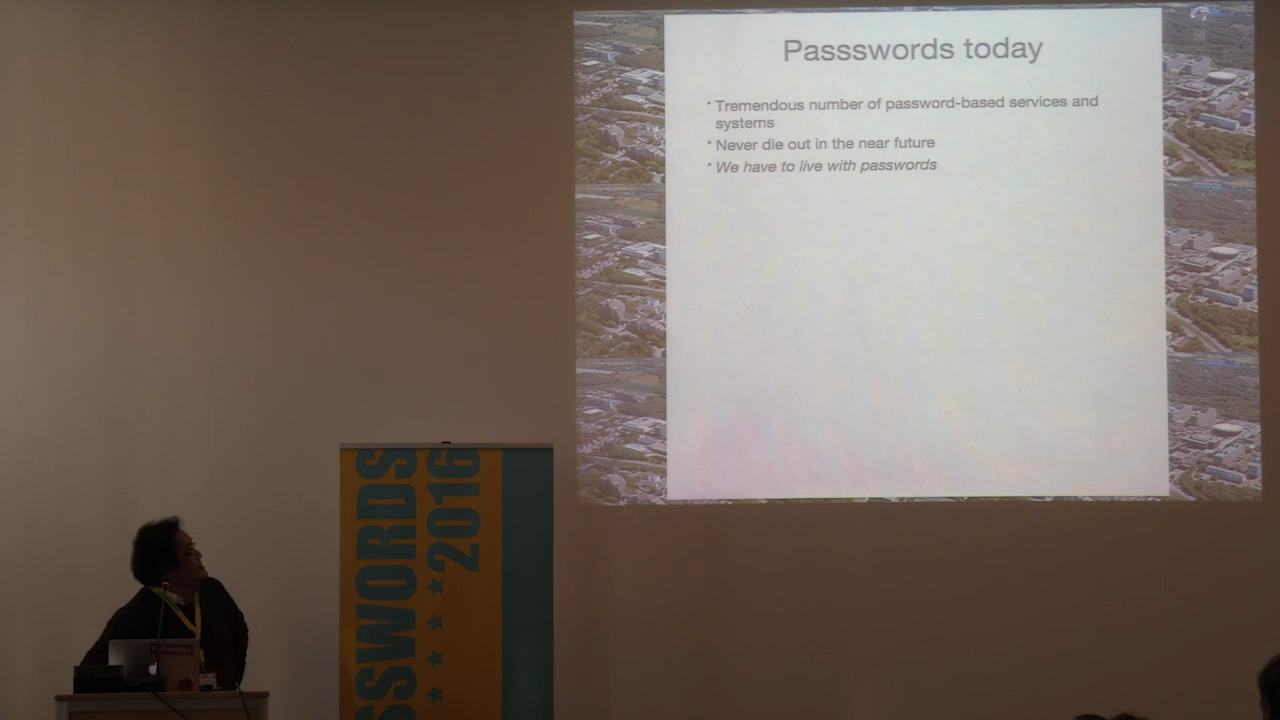 Passswords today
Tremendous number of password-based services and
systems
Never die out in the near future
We have to live with passwords
SSWORDS
****2016